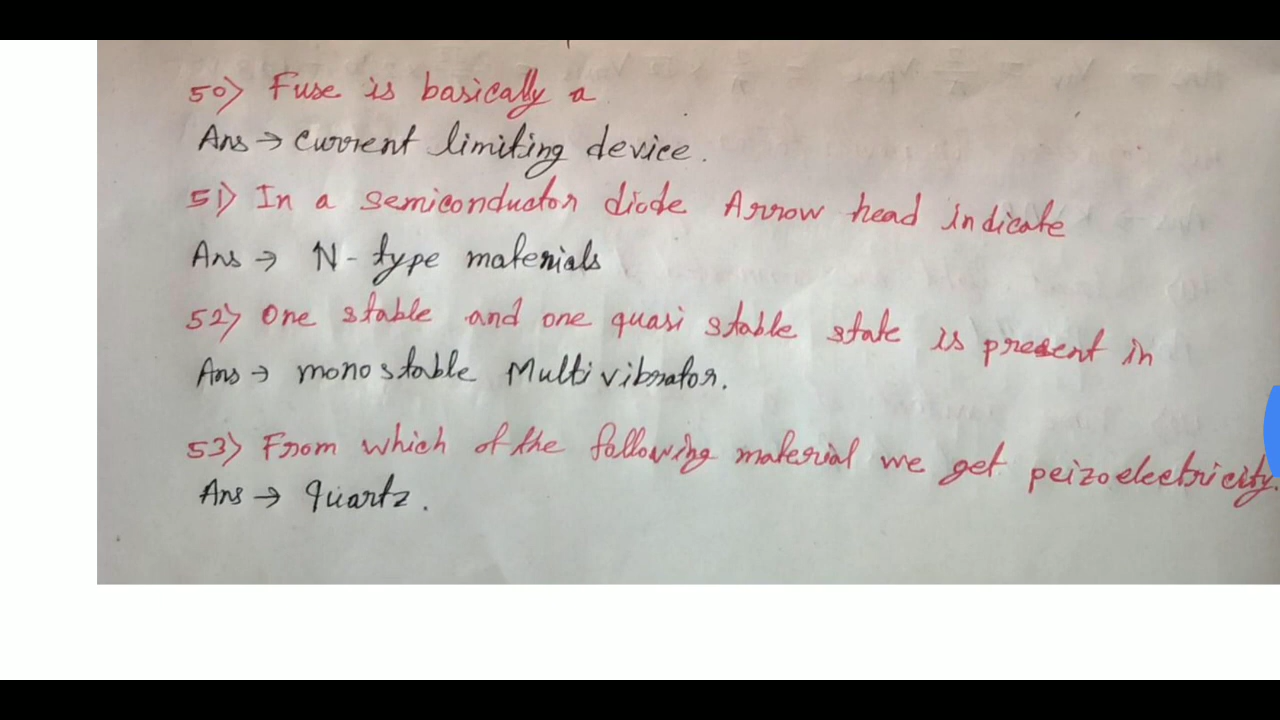 50) Fuse is basically a
Ans → Current limiting device.
51) In a semiconductor diode Arrow head indicate
Ans → N-type materials
52) One stable and one quasi stable state is present in
Ans → monostable Multivibrator.
53) From which of the following material we get peizoelectricity.
Ans → quartz.